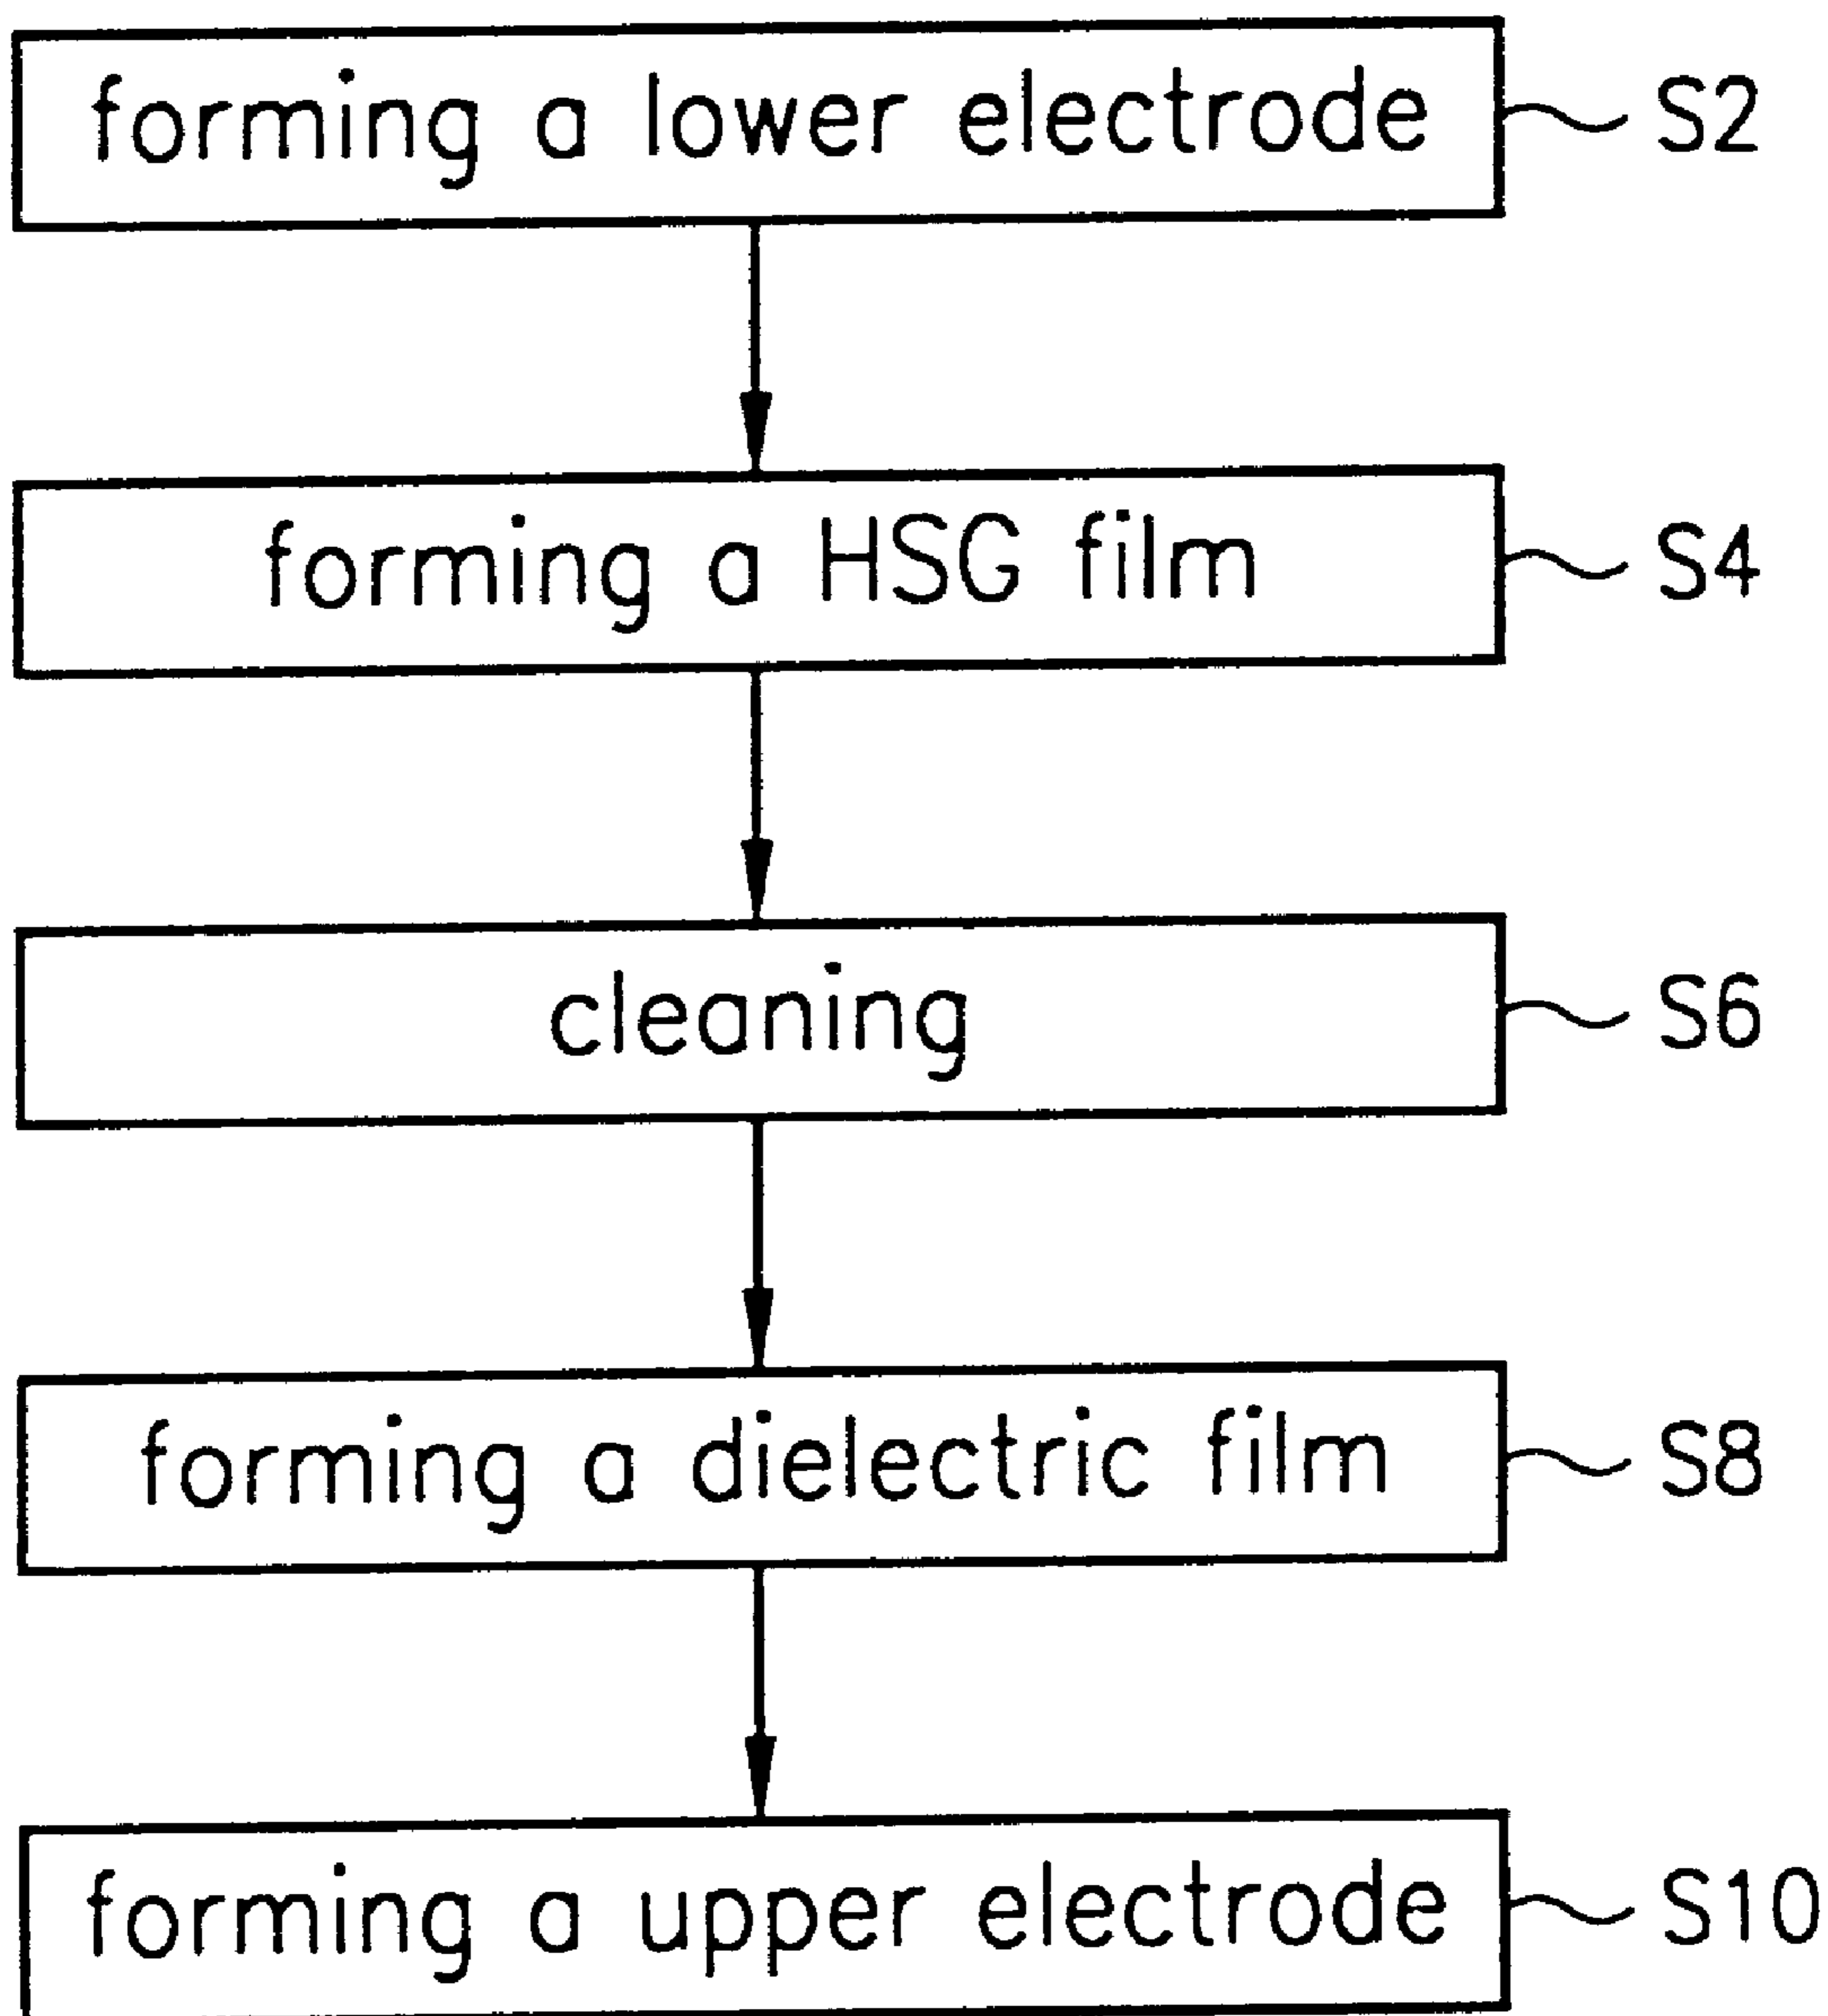 forming a lower electrode S2
forming a HSG film S4
cleaning S6
forming a dielectric film S8
forming a upper electrode S10